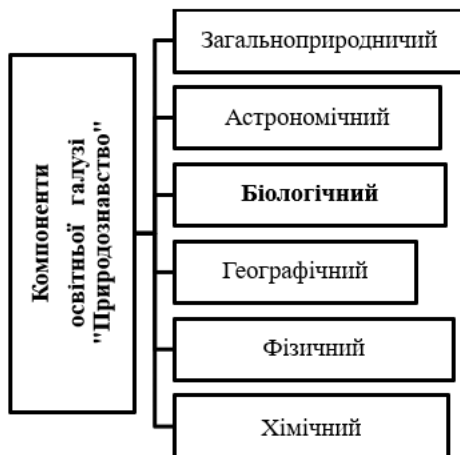 Компоненти
освітньої галузі
"Природознавство"
Загальноприродничий
Астрономічний
Біологічний
Географічний
Фізичний
Хімічний